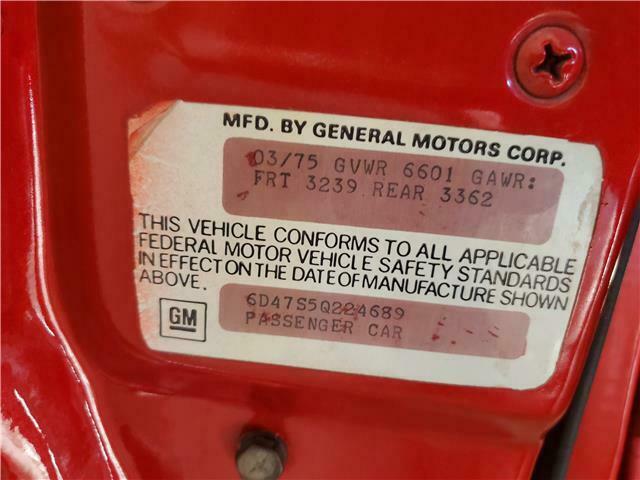 MFD. BY GENERAL MOTORS CORP.
03/75 GVWR 6601 GAWR:
FRT 3239 REAR 3362
THIS VEHICLE CONFORMS TO ALL APPLICABLE
FEDERAL MOTOR VEHICLE SAFETY STANDARDS
IN EFFECT ON THE DATE OF MANUFACTURE SHOWN
ABOVE.
GM
6D47S5Q224689
PASSENGER CAR